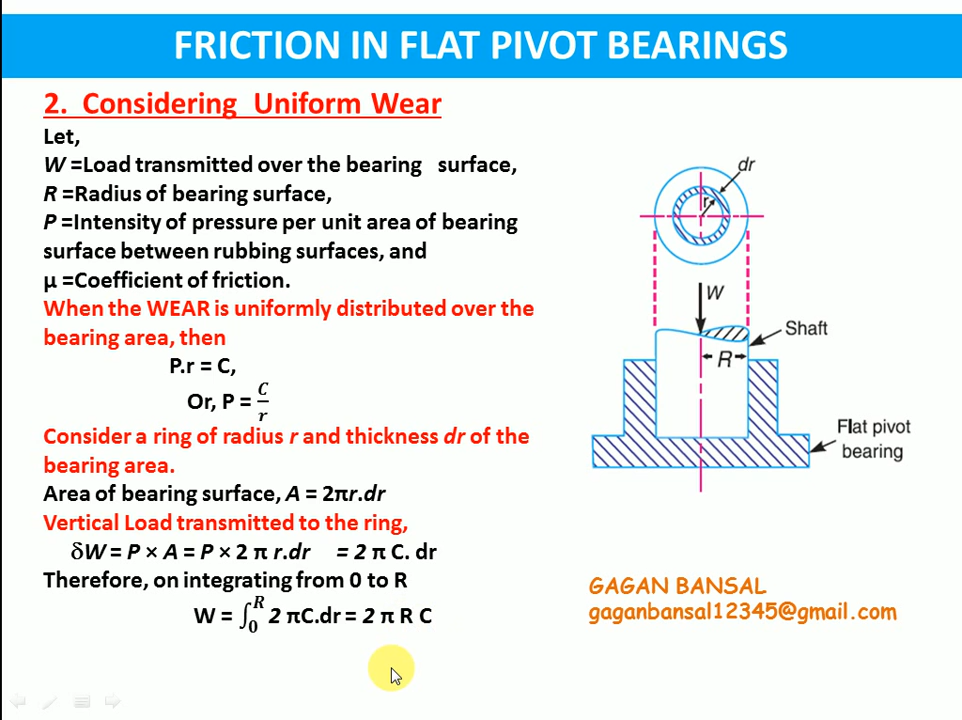 FRICTION IN FLAT PIVOT BEARINGS
2. Considering Uniform Wear
Let,
W =Load transmitted over the bearing surface,
R =Radius of bearing surface,
P =Intensity of pressure per unit area of bearing
surface between rubbing surfaces, and
μ =Coefficient of friction.
When the WEAR is uniformly distributed over the
bearing area, then
P.r = C,
Or, P = C/r
Consider a ring of radius r and thickness dr of the
bearing area.
Area of bearing surface, A = 2πr.dr
Vertical Load transmitted to the ring,
δW = P × A = P × 2 π r.dr = 2 π C. dr
Therefore, on integrating from 0 to R
W = ∫₀ᴿ 2 πC.dr = 2 π R C
dr
r
W
Shaft
R
Flat pivot
bearing
GAGAN BANSAL
gaganbansal12345@gmail.com